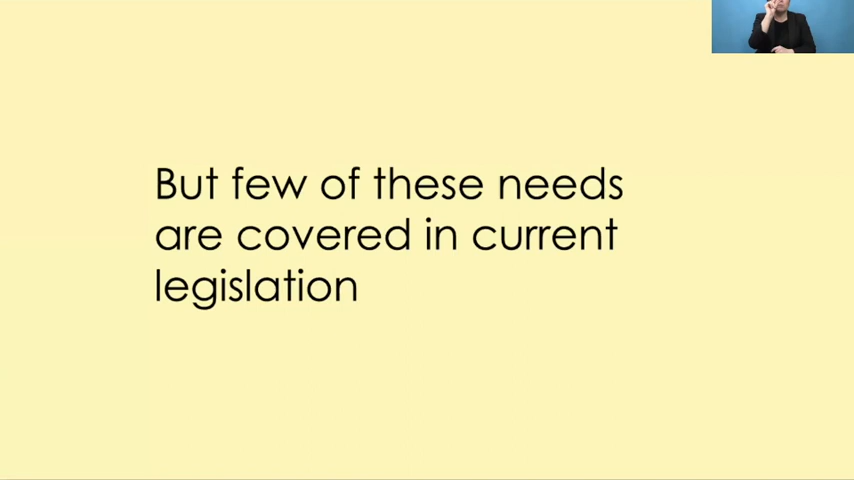 But few of these needs
are covered in current
legislation